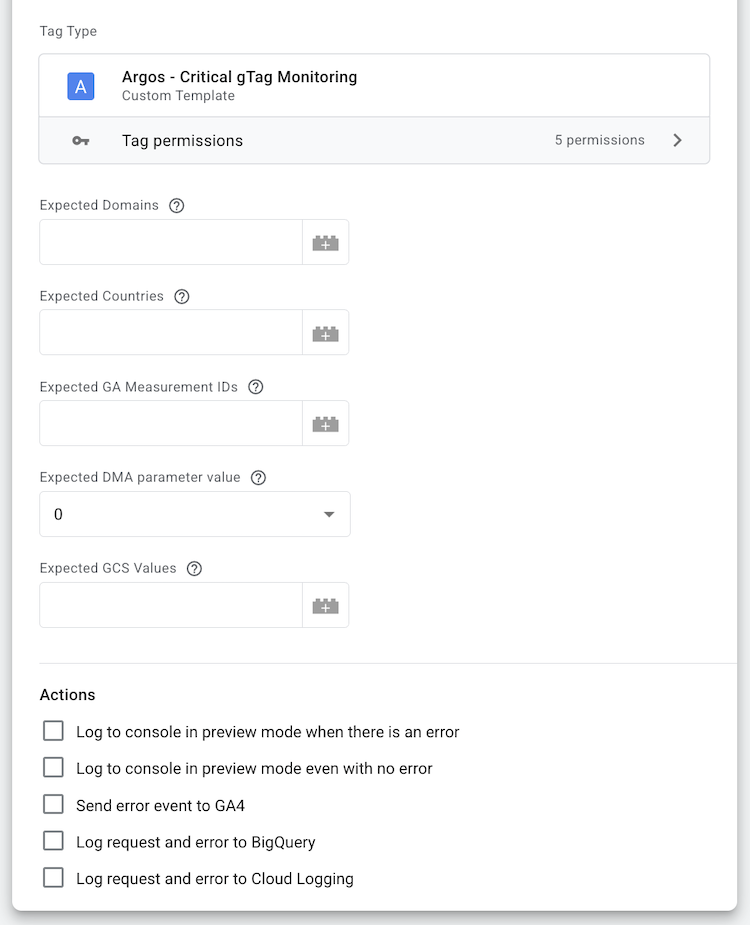 Tag Type
A
Argos - Critical gTag Monitoring
Custom Template
Tag permissions
5 permissions
Expected Domains ?
Expected Countries ?
Expected GA Measurement IDs ?
Expected DMA parameter value ?
0
Expected GCS Values ?
Actions
Log to console in preview mode when there is an error
Log to console in preview mode even with no error
Send error event to GA4
Log request and error to BigQuery
Log request and error to Cloud Logging